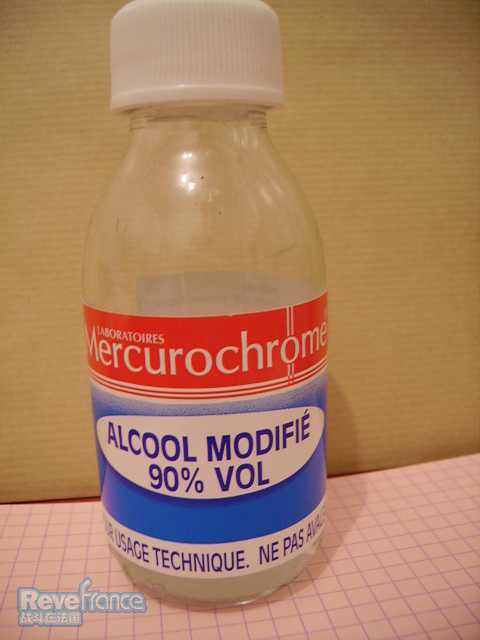 LABORATOIRES
Mercurochrome
ALCOOL MODIFIÉ
90% VOL
USAGE TECHNIQUE. NE PAS
Revefrance